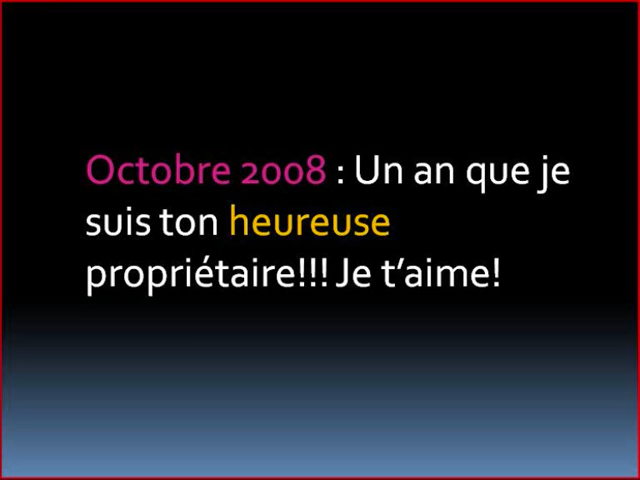 Octobre 2008 : Un an que je
suis ton heureuse
propriétaire!!! Je t’aime!